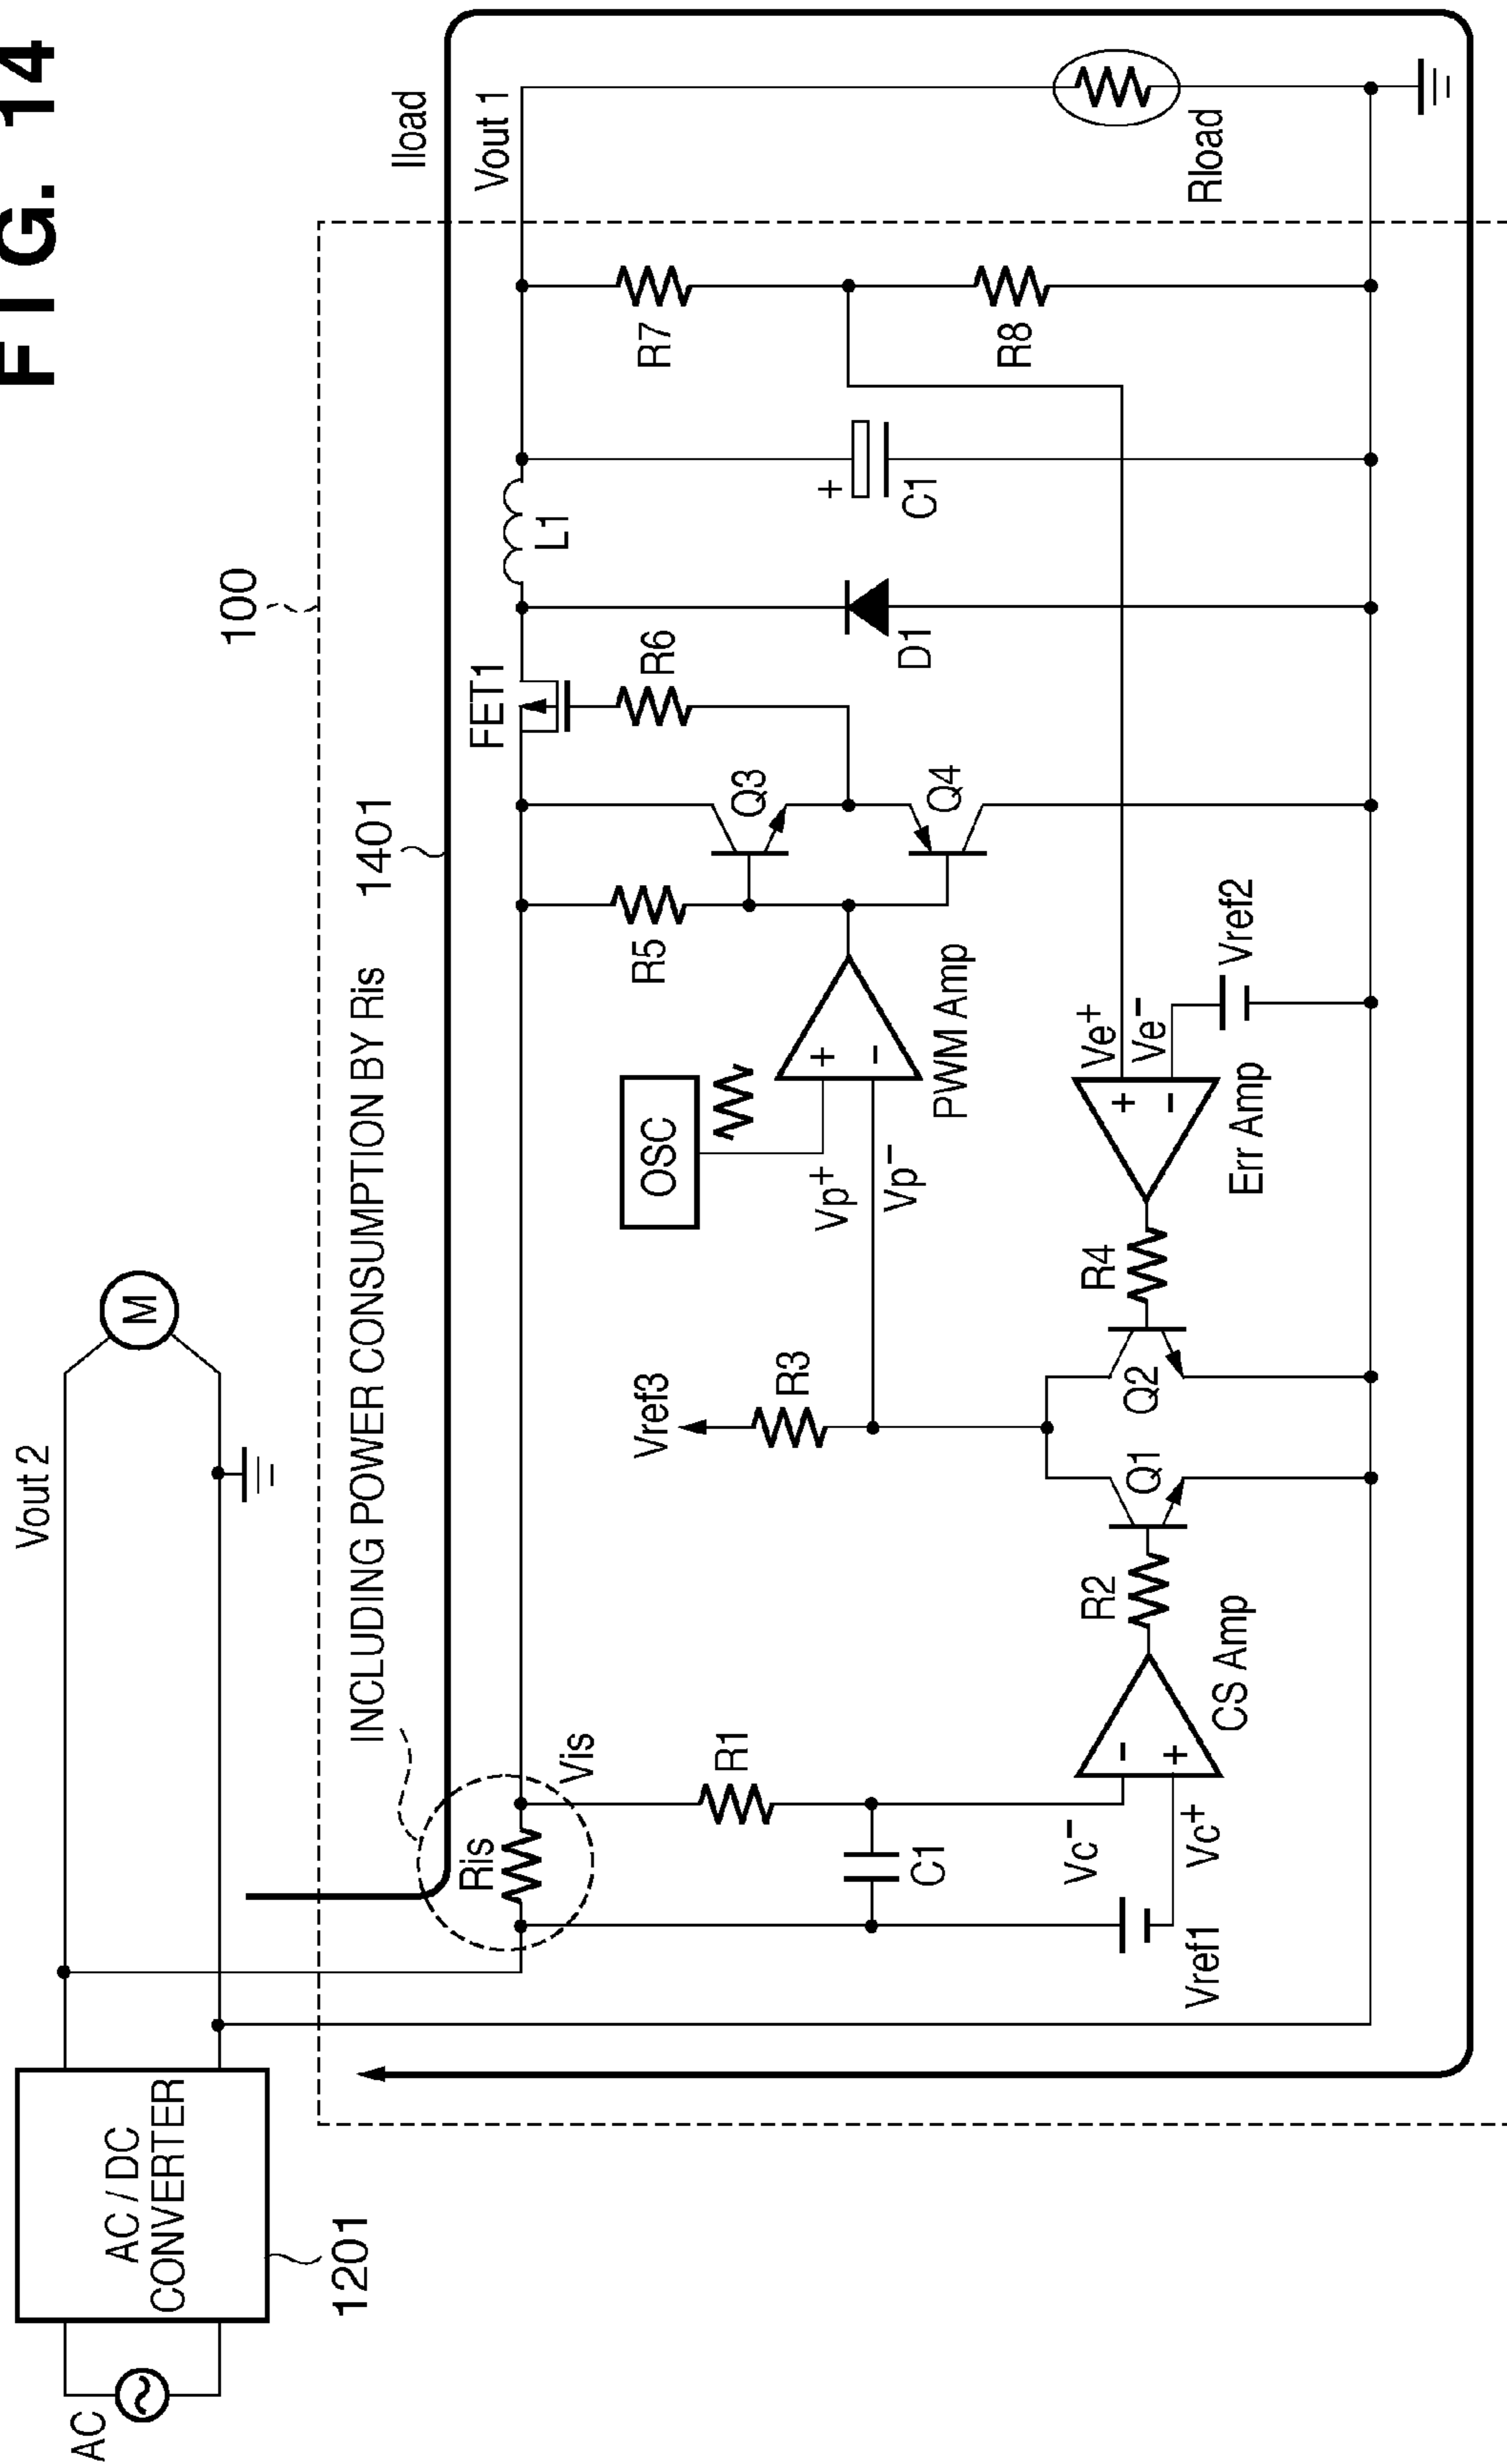 FIG. 14
Vout 2
M
AC
AC / DC
CONVERTER
1201
100
INCLUDING POWER CONSUMPTION BY Ris
1401
Iload
Ris
Vis
FET1
L1
Vout 1
R1
C1
Vc−
Vc+
Vref1
−
+
CS Amp
R2
Q1
Q2
Vref3
R3
R4
OSC
Vp+
Vp−
+
−
PWM Amp
R5
Q3
Q4
R6
D1
+
C1
R7
R8
Rload
Ve+
Ve−
+
−
Err Amp
Vref2